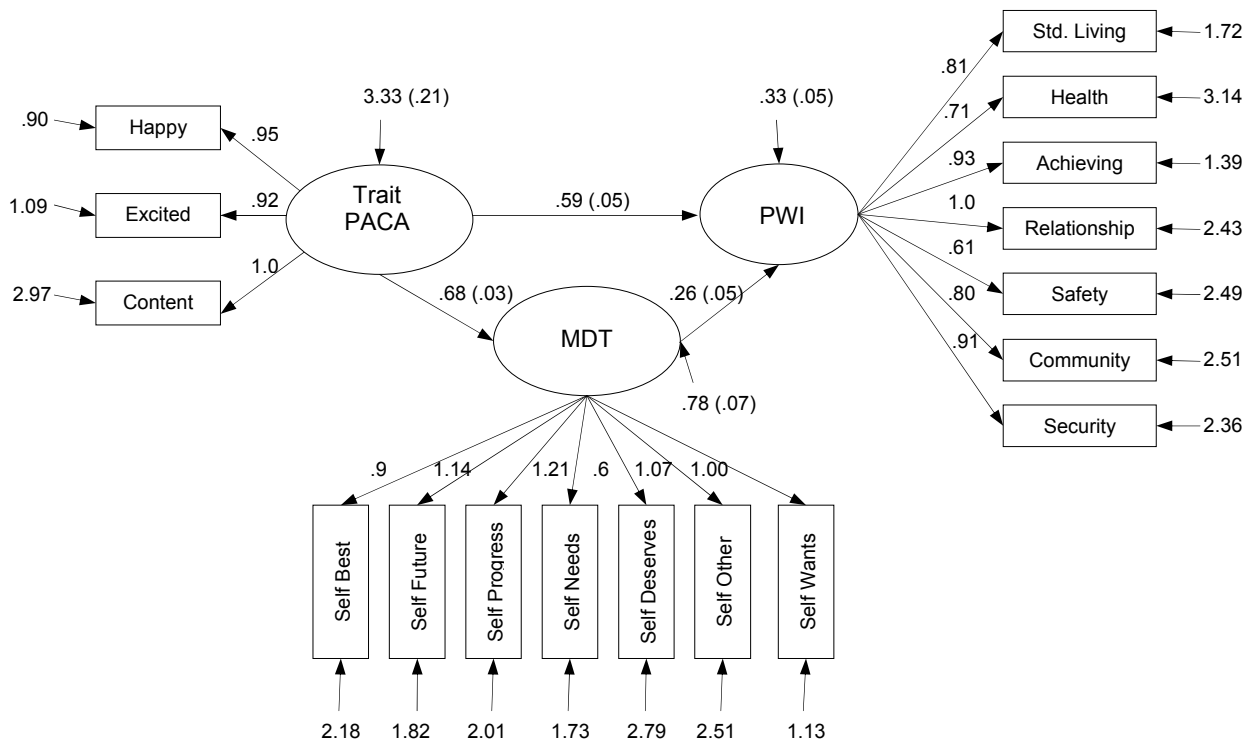 Std. Living
1.72
.81
3.33 (.21)
.33 (.05)
Health
3.14
.90
Happy
.95
.71
Achieving
1.39
.93
Trait
PACA
1.09
Excited
.92
.59 (.05)
PWI
1.0
Relationship
2.43
.61
2.97
Content
1.0
.68 (.03)
.26 (.05)
.80
Safety
2.49
MDT
.91
Community
2.51
.78 (.07)
Security
2.36
.9
1.14
1.21
.6
1.07
1.00
Self Best
Self Future
Self Progress
Self Needs
Self Deserves
Self Other
Self Wants
2.18
1.82
2.01
1.73
2.79
2.51
1.13